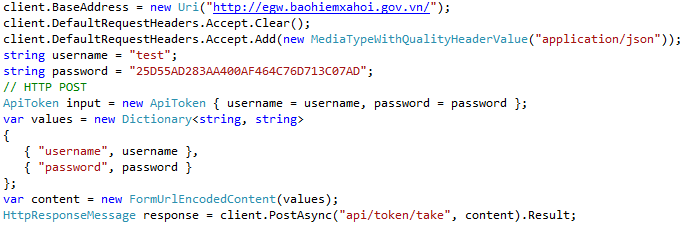 client.BaseAddress = new Uri("http://egw.baohiemxahoi.gov.vn/");
client.DefaultRequestHeaders.Accept.Clear();
client.DefaultRequestHeaders.Accept.Add(new MediaTypeWithQualityHeaderValue("application/json"));
string username = "test";
string password = "25D55AD283AA400AF464C76D713C07AD";
// HTTP POST
ApiToken input = new ApiToken { username = username, password = password };
var values = new Dictionary<string, string>
{
{ "username", username },
{ "password", password }
};
var content = new FormUrlEncodedContent(values);
HttpResponseMessage response = client.PostAsync("api/token/take", content).Result;